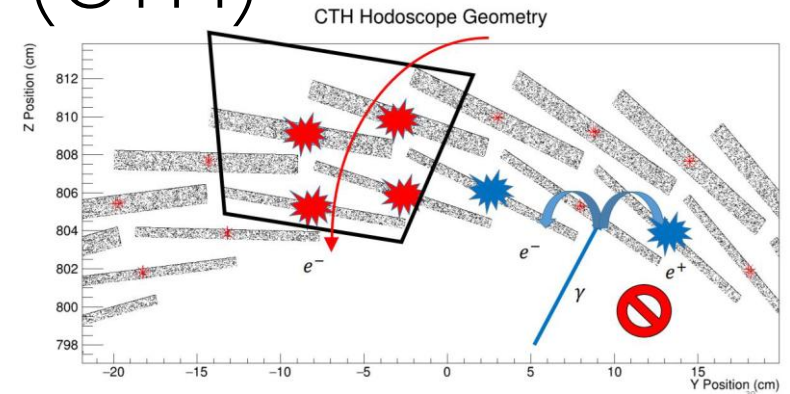 (CTH)
CTH Hodoscope Geometry
Z Position (cm)
812
810
808
806
804
802
800
798
e⁻
e⁻
e⁺
γ
−20 −15 −10 −5 0 5 10 15
Y Position (cm)